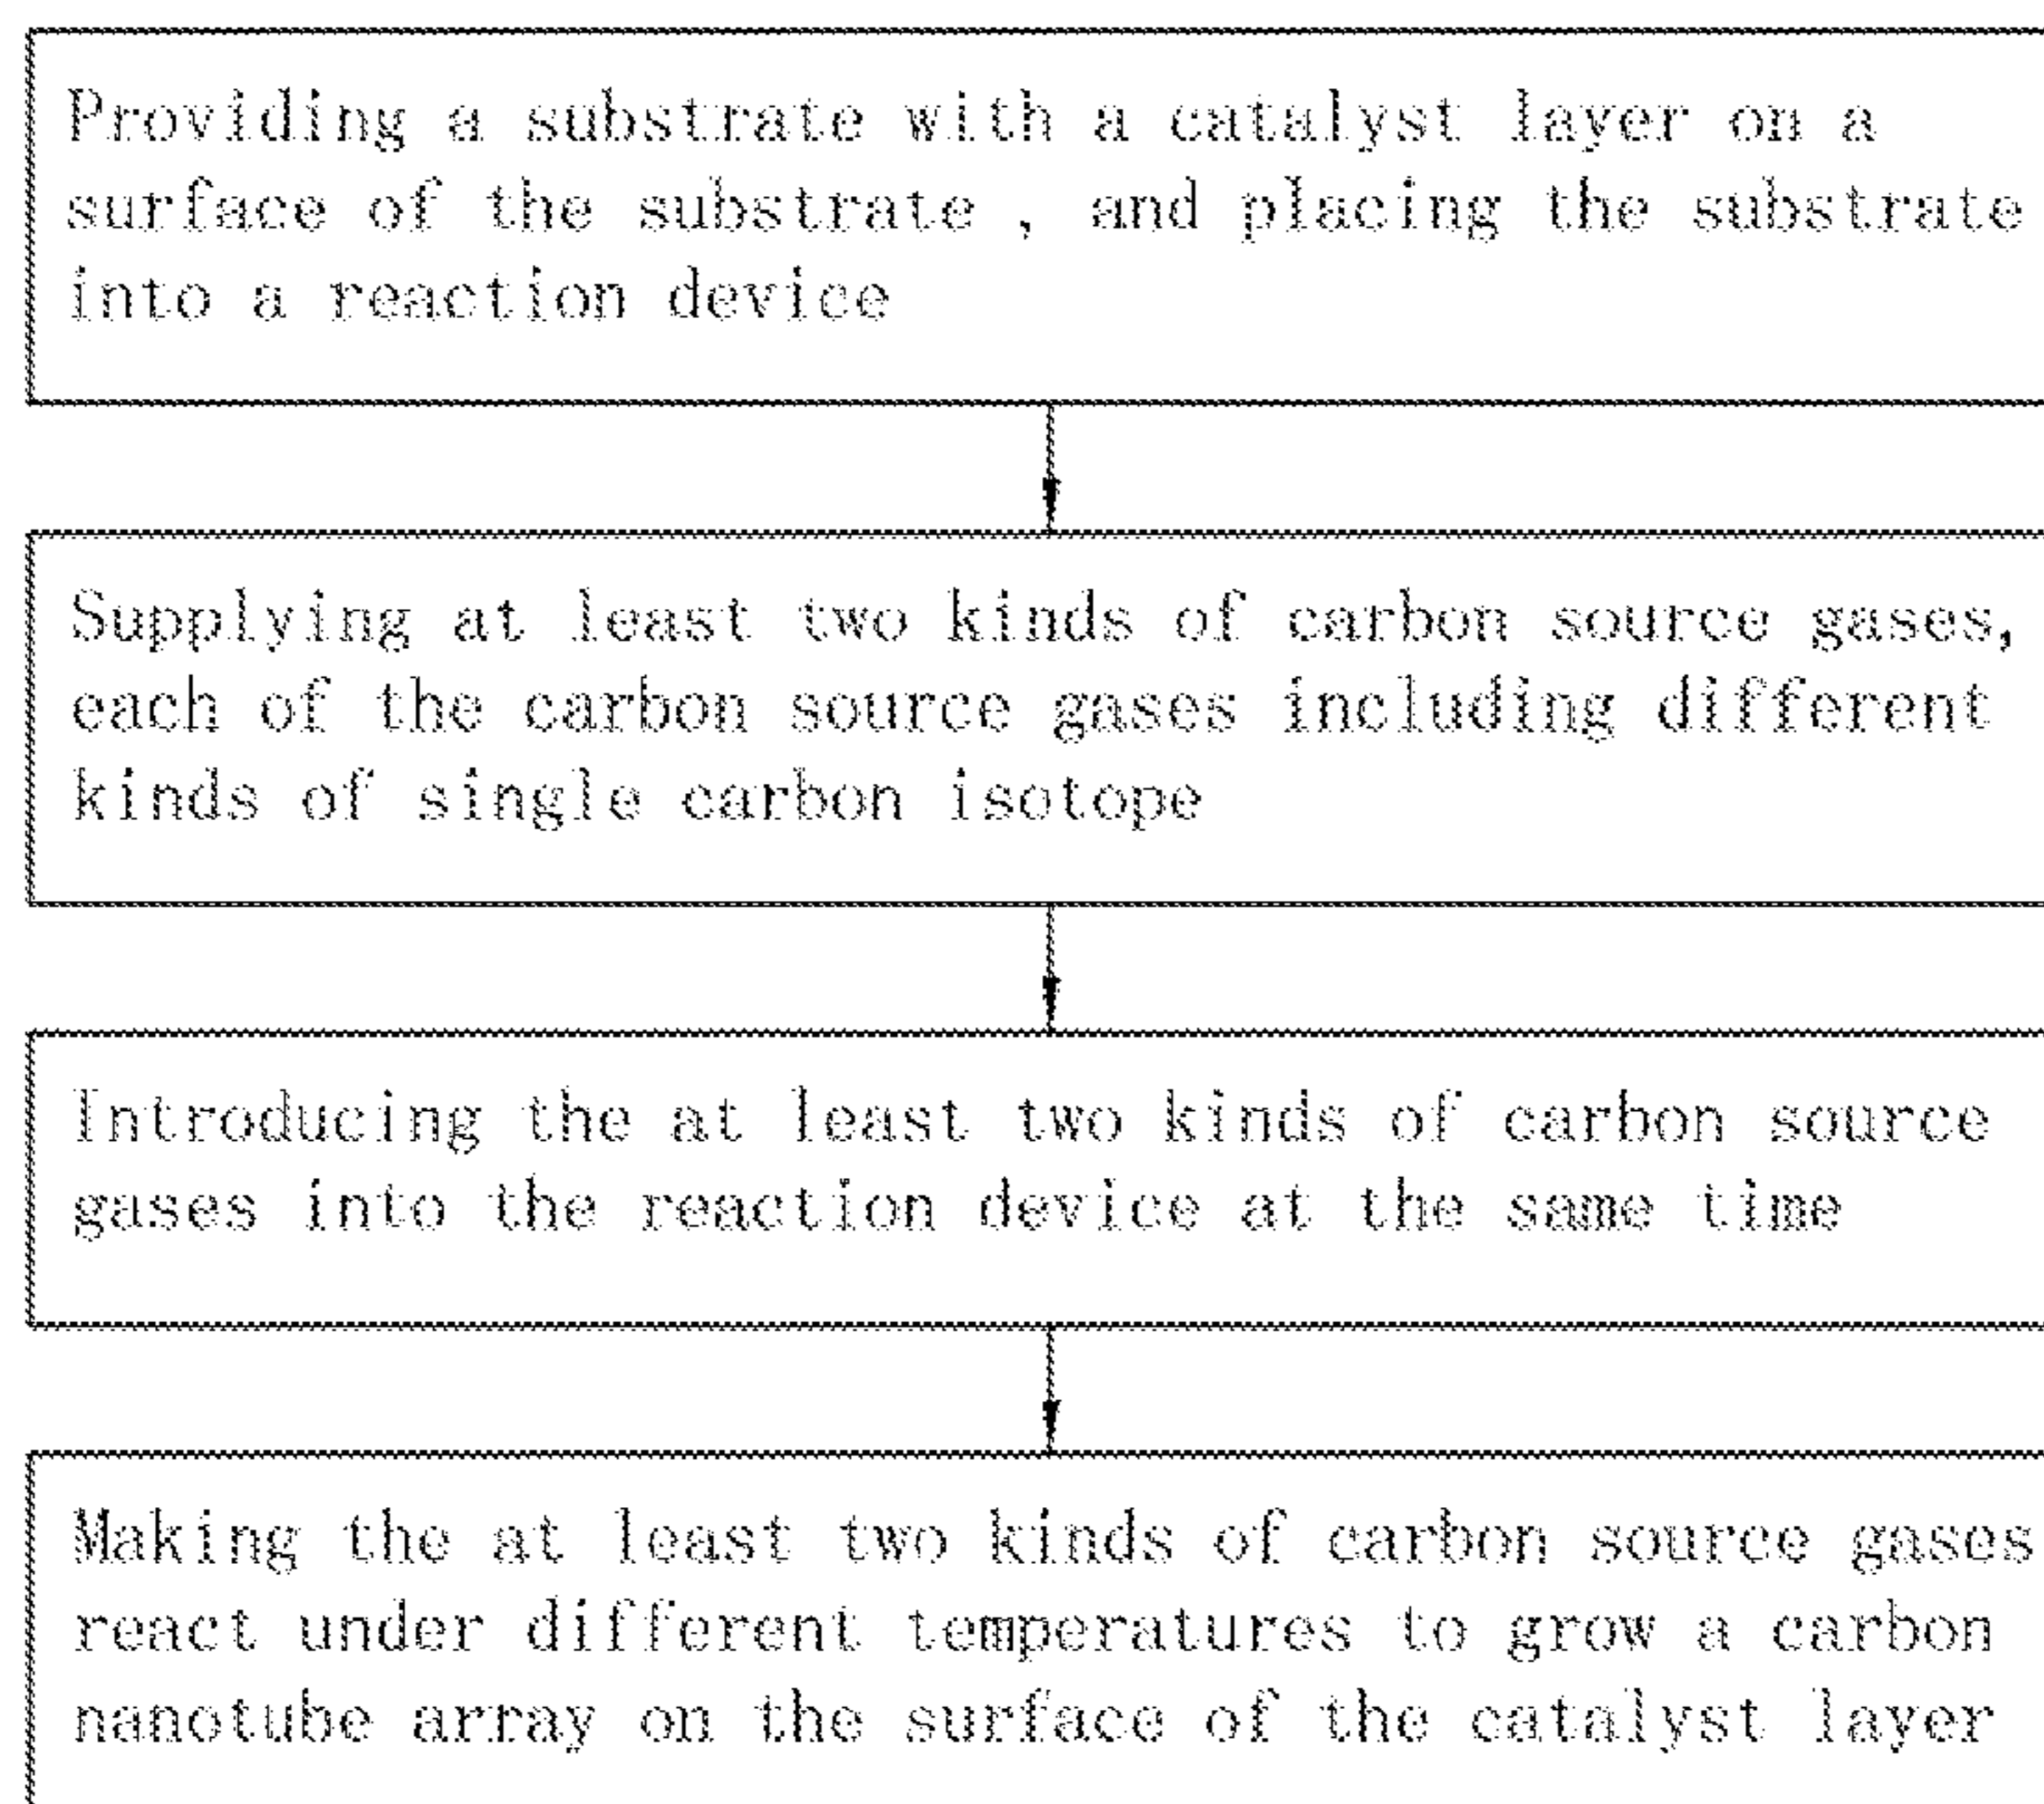 Providing a substrate with a catalyst layer on a
surface of the substrate , and placing the substrate
into a reaction device
Supplying at least two kinds of carbon source gases,
each of the carbon source gases including different
kinds of single carbon isotope
Introducing the at least two kinds of carbon source
gases into the reaction device at the same time
Making the at least two kinds of carbon source gases
react under different temperatures to grow a carbon
nanotube array on the surface of the catalyst layer